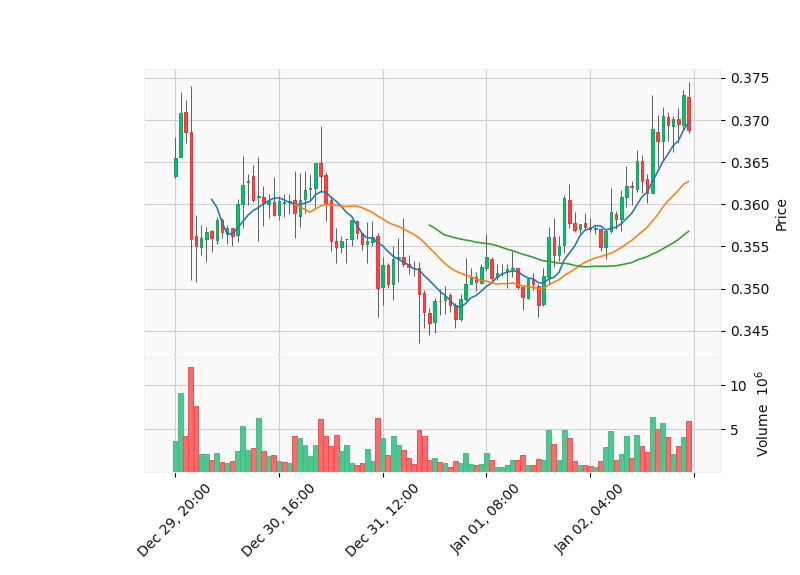 0.375
0.370
0.365
0.360
0.355
0.350
0.345
Price
10
5
Volume 10^6
Dec 29, 20:00
Dec 30, 16:00
Dec 31, 12:00
Jan 01, 08:00
Jan 02, 04:00